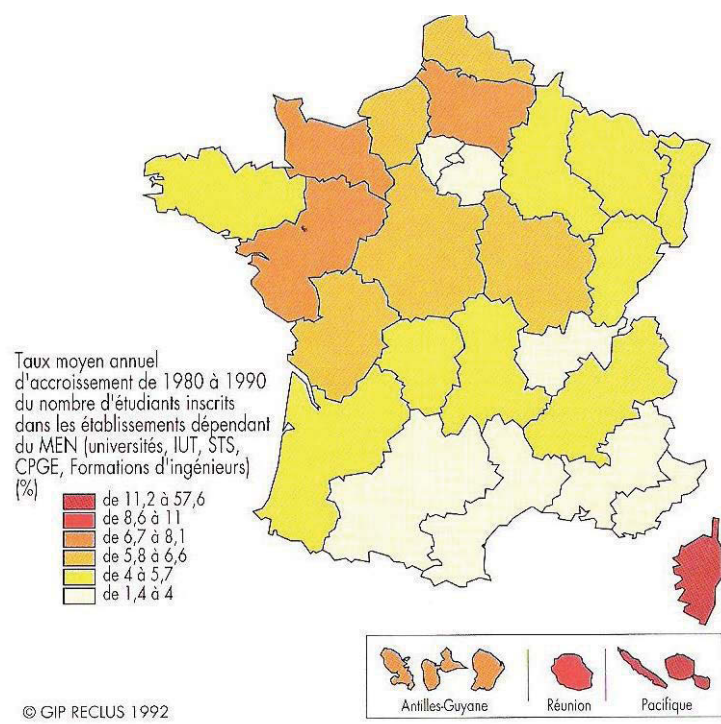 Taux moyen annuel
d'accroissement de 1980 à 1990
du nombre d'étudiants inscrits
dans les établissements dépendant
du MEN (universités, IUT, STS,
CPGE, Formations d'ingénieurs)
(%)
de 11,2 à 57,6
de 8,6 à 11
de 6,7 à 8,1
de 5,8 à 6,6
de 4 à 5,7
de 1,4 à 4
Antilles-Guyane
Réunion
Pacifique
© GIP RECLUS 1992